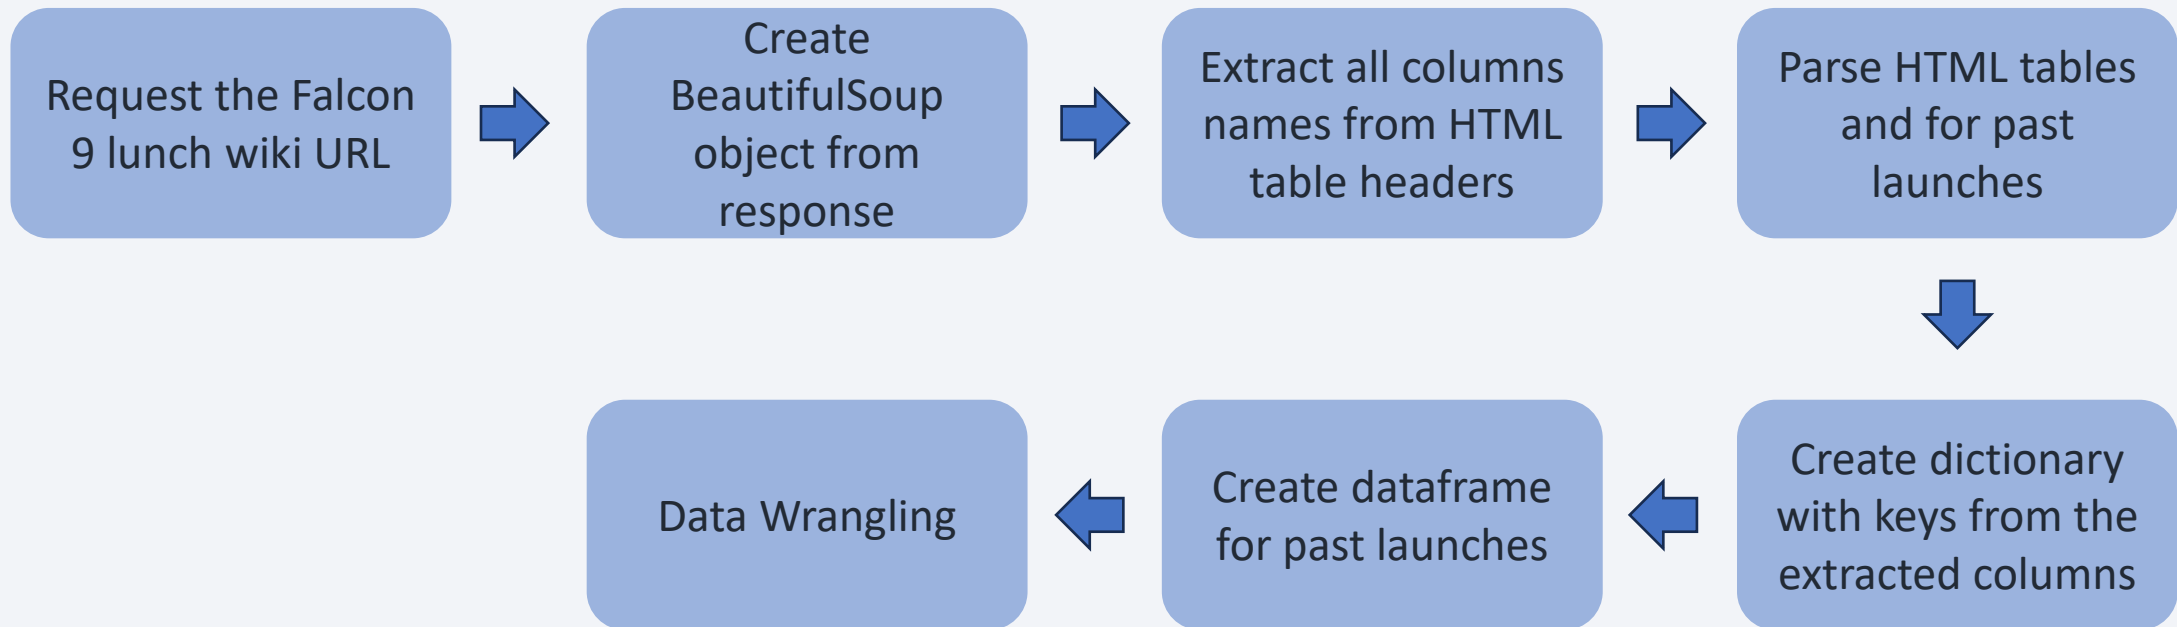 Request the Falcon
9 lunch wiki URL
Create
BeautifulSoup
object from
response
Extract all columns
names from HTML
table headers
Parse HTML tables
and for past
launches
Create dictionary
with keys from the
extracted columns
Create dataframe
for past launches
Data Wrangling